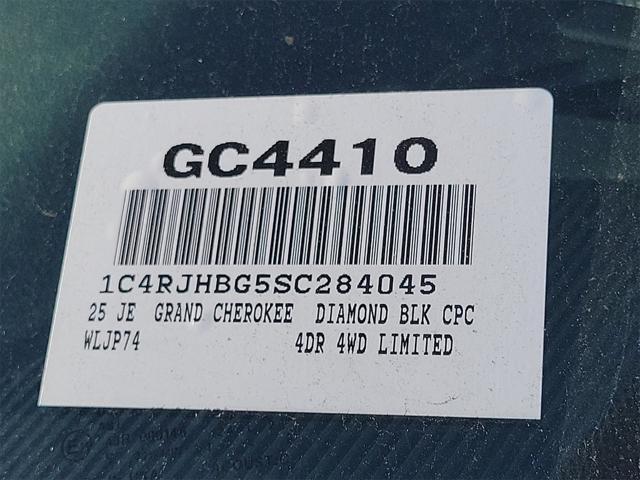 GC4410
1C4RJHBG5SC284045
25 JE GRAND CHEROKEE DIAMOND BLK CPC
WLJP74 4DR 4WD LIMITED